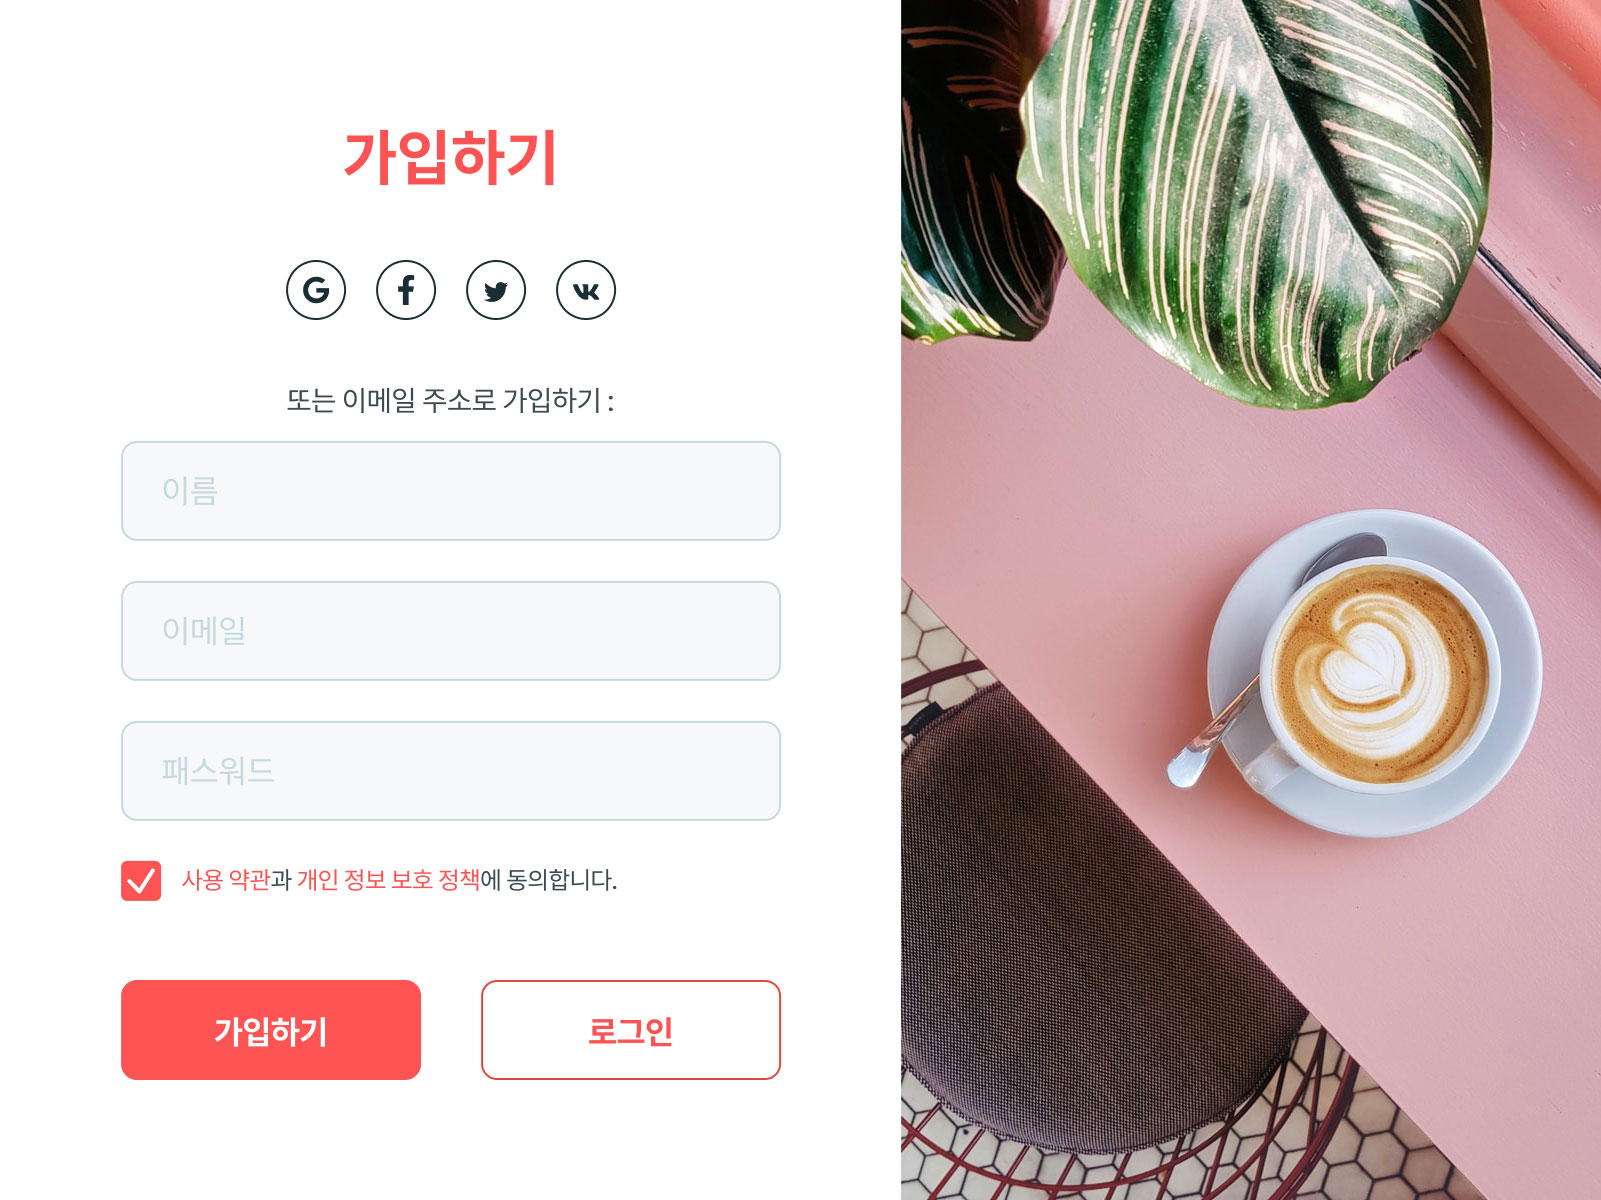 가입하기
또는 이메일 주소로 가입하기 :
이름
이메일
패스워드
사용 약관과 개인 정보 보호 정책에 동의합니다.
가입하기
로그인